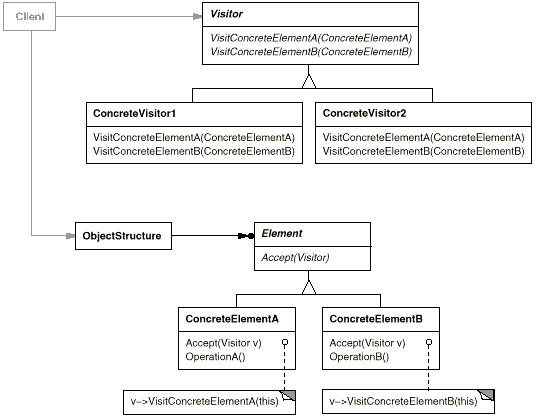 Client
Visitor
VisitConcreteElementA(ConcreteElementA)
VisitConcreteElementB(ConcreteElementB)
ConcreteVisitor1
VisitConcreteElementA(ConcreteElementA)
VisitConcreteElementB(ConcreteElementB)
ConcreteVisitor2
VisitConcreteElementA(ConcreteElementA)
VisitConcreteElementB(ConcreteElementB)
ObjectStructure
Element
Accept(Visitor)
ConcreteElementA
Accept(Visitor v)
OperationA()
ConcreteElementB
Accept(Visitor v)
OperationB()
v–>VisitConcreteElementA(this)
v–>VisitConcreteElementB(this)